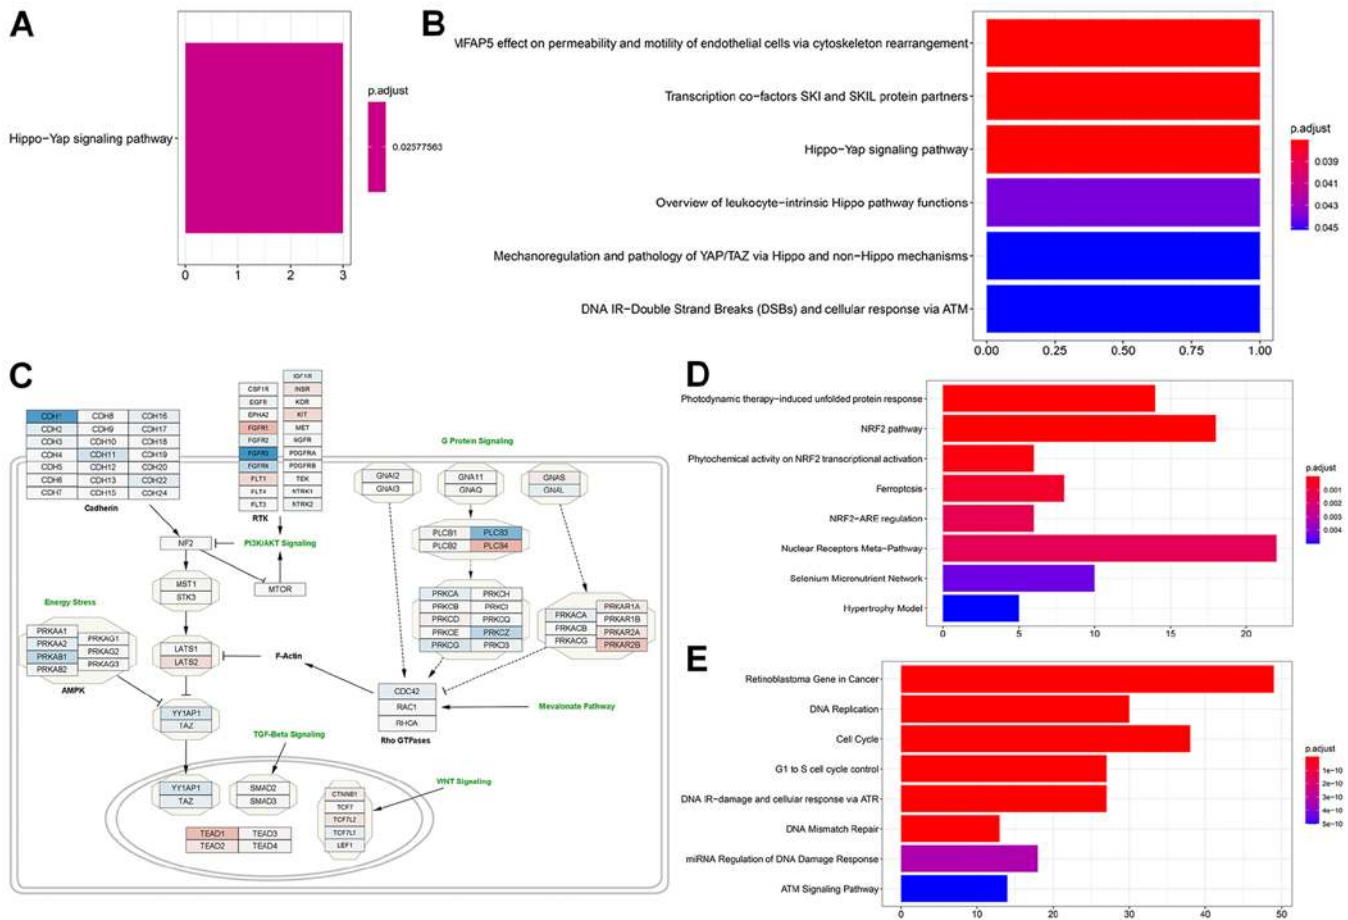 A
Hippo-Yap signaling pathway
p.adjust
0.02577563
0 1 2 3
B
MFAP5 effect on permeability and motility of endothelial cells via cytoskeleton rearrangement
Transcription co-factors SKI and SKIL protein partners
Hippo-Yap signaling pathway
Overview of leukocyte-intrinsic Hippo pathway functions
Mechanoregulation and pathology of YAP/TAZ via Hippo and non-Hippo mechanisms
DNA IR-Double Strand Breaks (DSBs) and cellular response via ATM
0.00 0.25 0.50 0.75 1.00
p.adjust
0.039
0.041
0.043
0.045
C
CDH1 CDH8 CDH16
CDH2 CDH9 CDH17
CDH3 CDH10 CDH18
CDH4 CDH11 CDH19
CDH5 CDH12 CDH20
CDH6 CDH13 CDH22
CDH7 CDH15 CDH24
Cadherin
CSF1R
EGFR
EPHA2
FGFR1
FGFR2
FGFR3
FGFR4
FLT1
FLT4
FLT3
IGF1R
INSR
KDR
KIT
MET
NGFR
PDGFRA
PDGFRB
TEK
NTRK1
NTRK2
RTK
G Protein Signaling
GNAI2
GNAI3
GNA11
GNAQ
GNAS
GNAL
PLCB1 PLCB3
PLCB2 PLCB4
NF2
PI3K/AKT Signaling
MTOR
MST1
STK3
PRKCA PRKCH
PRKCB PRKCI
PRKCD PRKCQ
PRKCE PRKCZ
PRKCG
PRKACA
PRKACB
PRKACG
PRKAR1A
PRKAR1B
PRKAR2A
PRKAR2B
Energy Stress
PRKAA1
PRKAA2
PRKAB1
PRKAB2
PRKAG1
PRKAG2
PRKAG3
AMPK
LATS1
LATS2
F-Actin
CDC42
RAC1
RHOA
Rho GTPases
Mevalonate Pathway
YY1AP1
TAZ
TGF-Beta Signaling
WNT Signaling
YY1AP1
TAZ
SMAD2
SMAD3
CTNNB1
TCF7
TCF7L2
TCF7L1
LEF1
TEAD1 TEAD3
TEAD2 TEAD4
D
Photodynamic therapy-induced unfolded protein response
NRF2 pathway
Phytochemical activity on NRF2 transcriptional activation
Ferroptosis
NRF2-ARE regulation
Nuclear Receptors Meta-Pathway
Selenium Micronutrient Network
Hypertrophy Model
0 5 10 15 20
p.adjust
0.001
0.002
0.003
0.004
E
Retinoblastoma Gene in Cancer
DNA Replication
Cell Cycle
G1 to S cell cycle control
DNA IR-damage and cellular response via ATR
DNA Mismatch Repair
miRNA Regulation of DNA Damage Response
ATM Signaling Pathway
0 10 20 30 40 50
p.adjust
1e-10
2e-10
3e-10
4e-10
5e-10